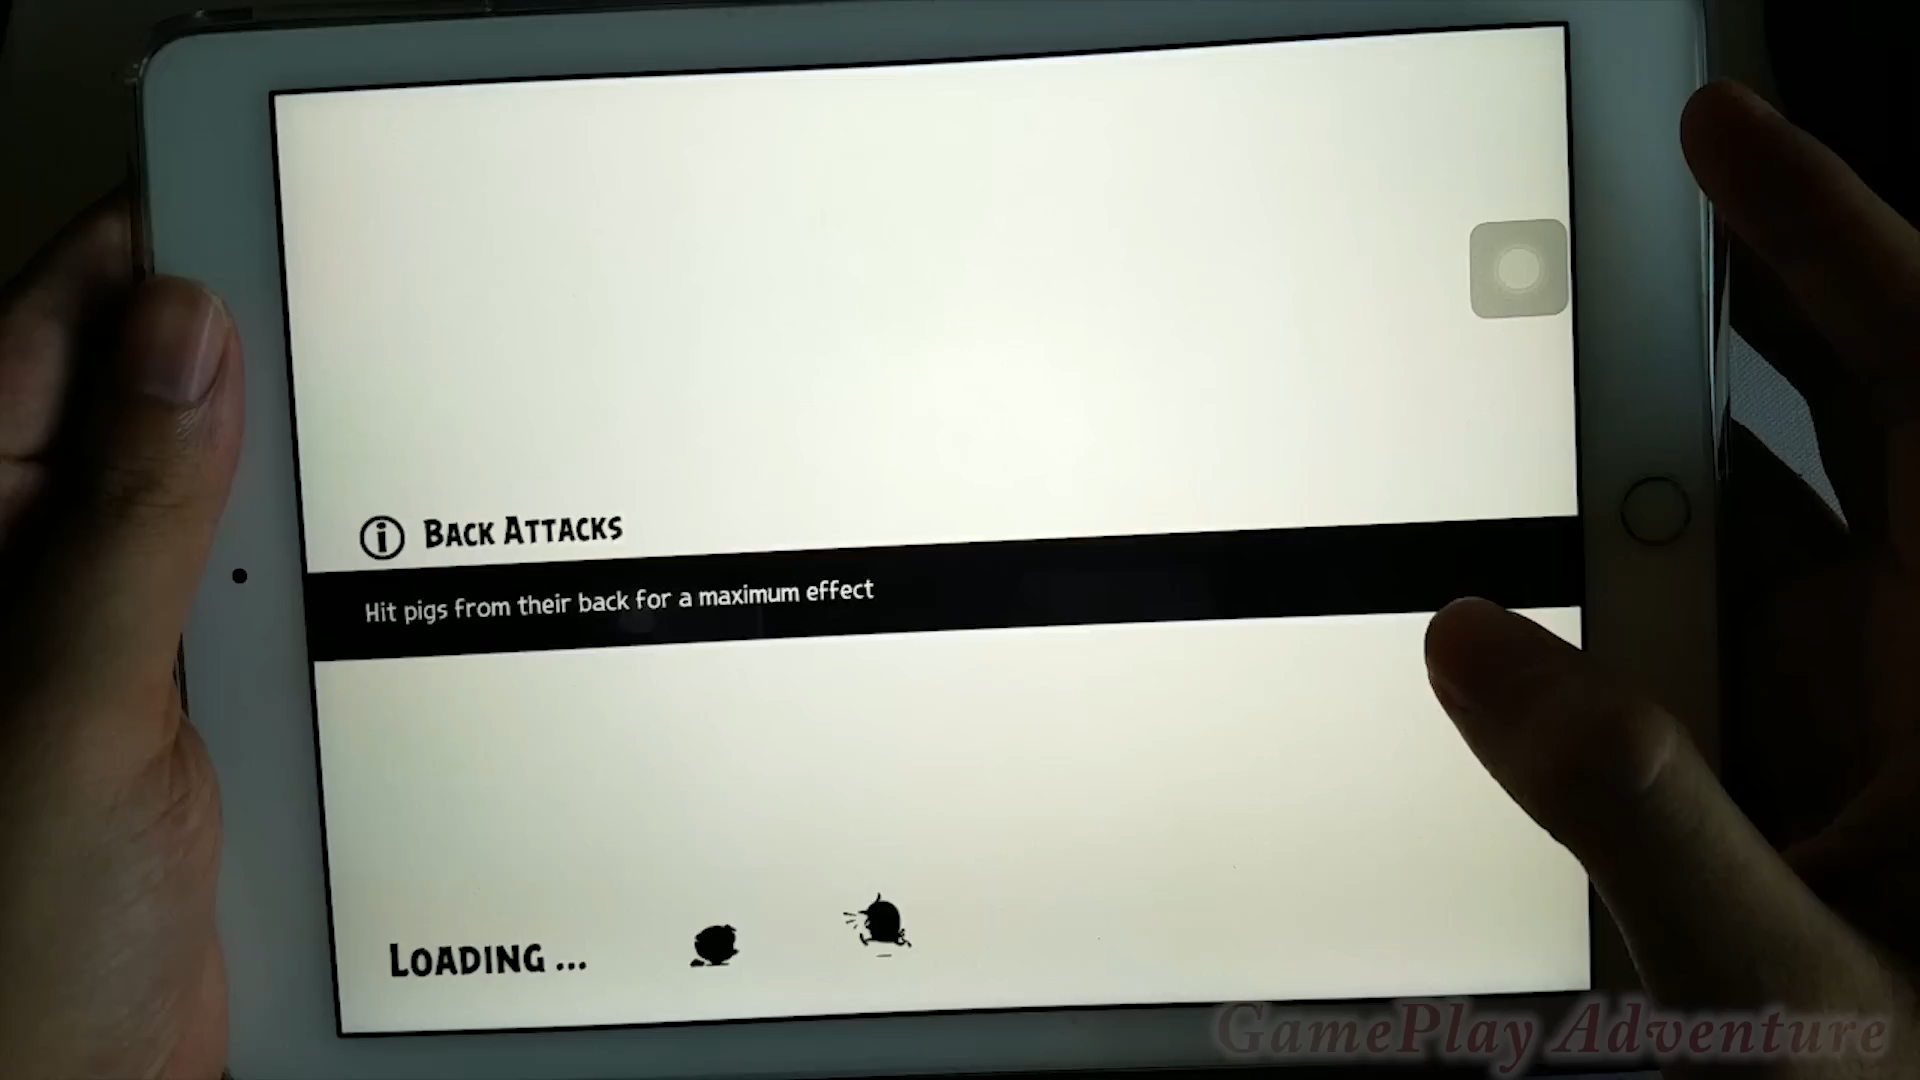 BACK ATTACKS
Hit pigs from their back for a maximum effect
LOADING ...
GamePlay Adventure